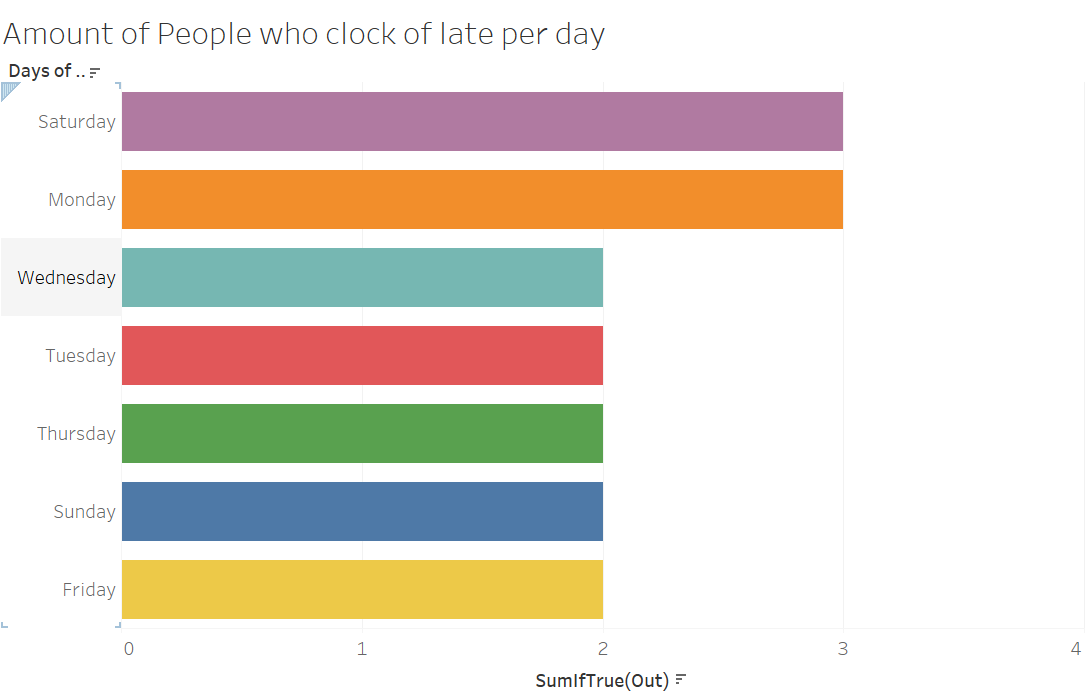 Amount of People who clock of late per day
Days of ..
Saturday
Monday
Wednesday
Tuesday
Thursday
Sunday
Friday
0 1 2 3 4
SumIfTrue(Out)